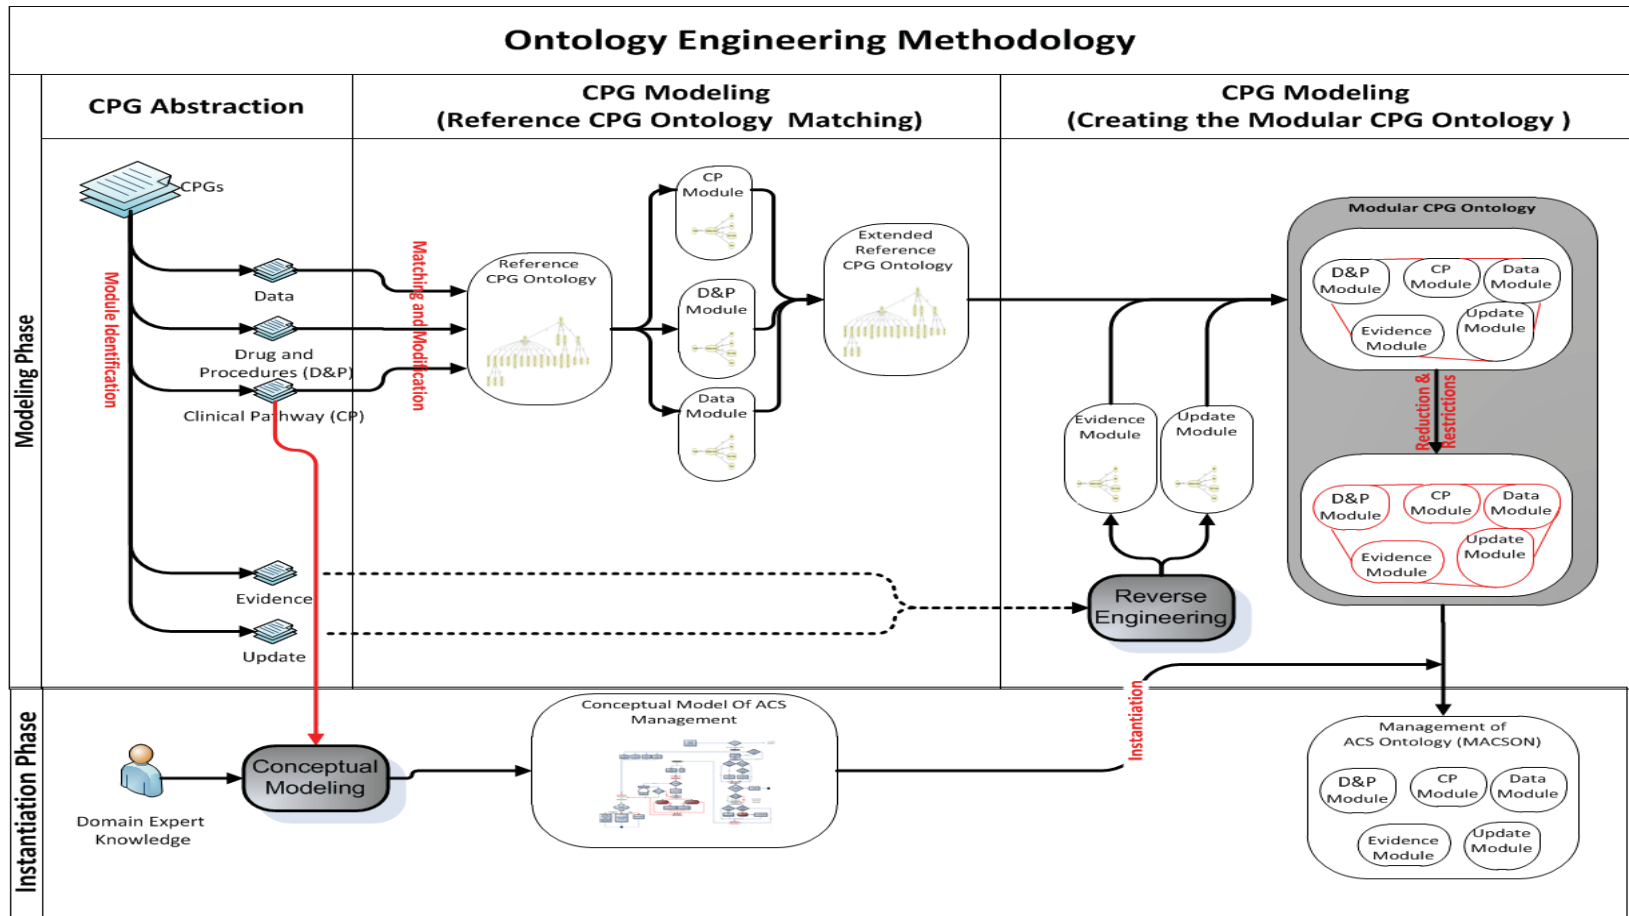 Ontology Engineering Methodology
Modeling Phase
CPG Abstraction
CPG Modeling
(Reference CPG Ontology  Matching)
CPG Modeling
(Creating the Modular CPG Ontology )
CPGs
Module Identification
Data
Drug and
Procedures (D&P)
Clinical Pathway (CP)
Evidence
Update
Matching and Modification
Reference
CPG Ontology
CP
Module
D&P
Module
Data
Module
Extended
Reference
CPG Ontology
Evidence
Module
Update
Module
Reverse
Engineering
Modular CPG Ontology
D&P
Module
CP
Module
Data
Module
Evidence
Module
Update
Module
Reduction &
Restrictions
D&P
Module
CP
Module
Data
Module
Evidence
Module
Update
Module
Instantiation Phase
Domain Expert
Knowledge
Conceptual
Modeling
Conceptual Model Of ACS
Management
Instantiation
Management of
ACS Ontology (MACSON)
D&P
Module
CP
Module
Data
Module
Evidence
Module
Update
Module